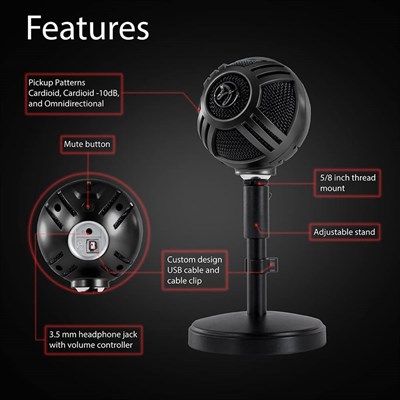 Features
Pickup Patterns
Cardioid, Cardioid -10dB,
and Omnidirectional
Mute button
5/8 inch thread
mount
Adjustable stand
Custom design
USB cable and
cable clip
3.5 mm headphone jack
with volume controller